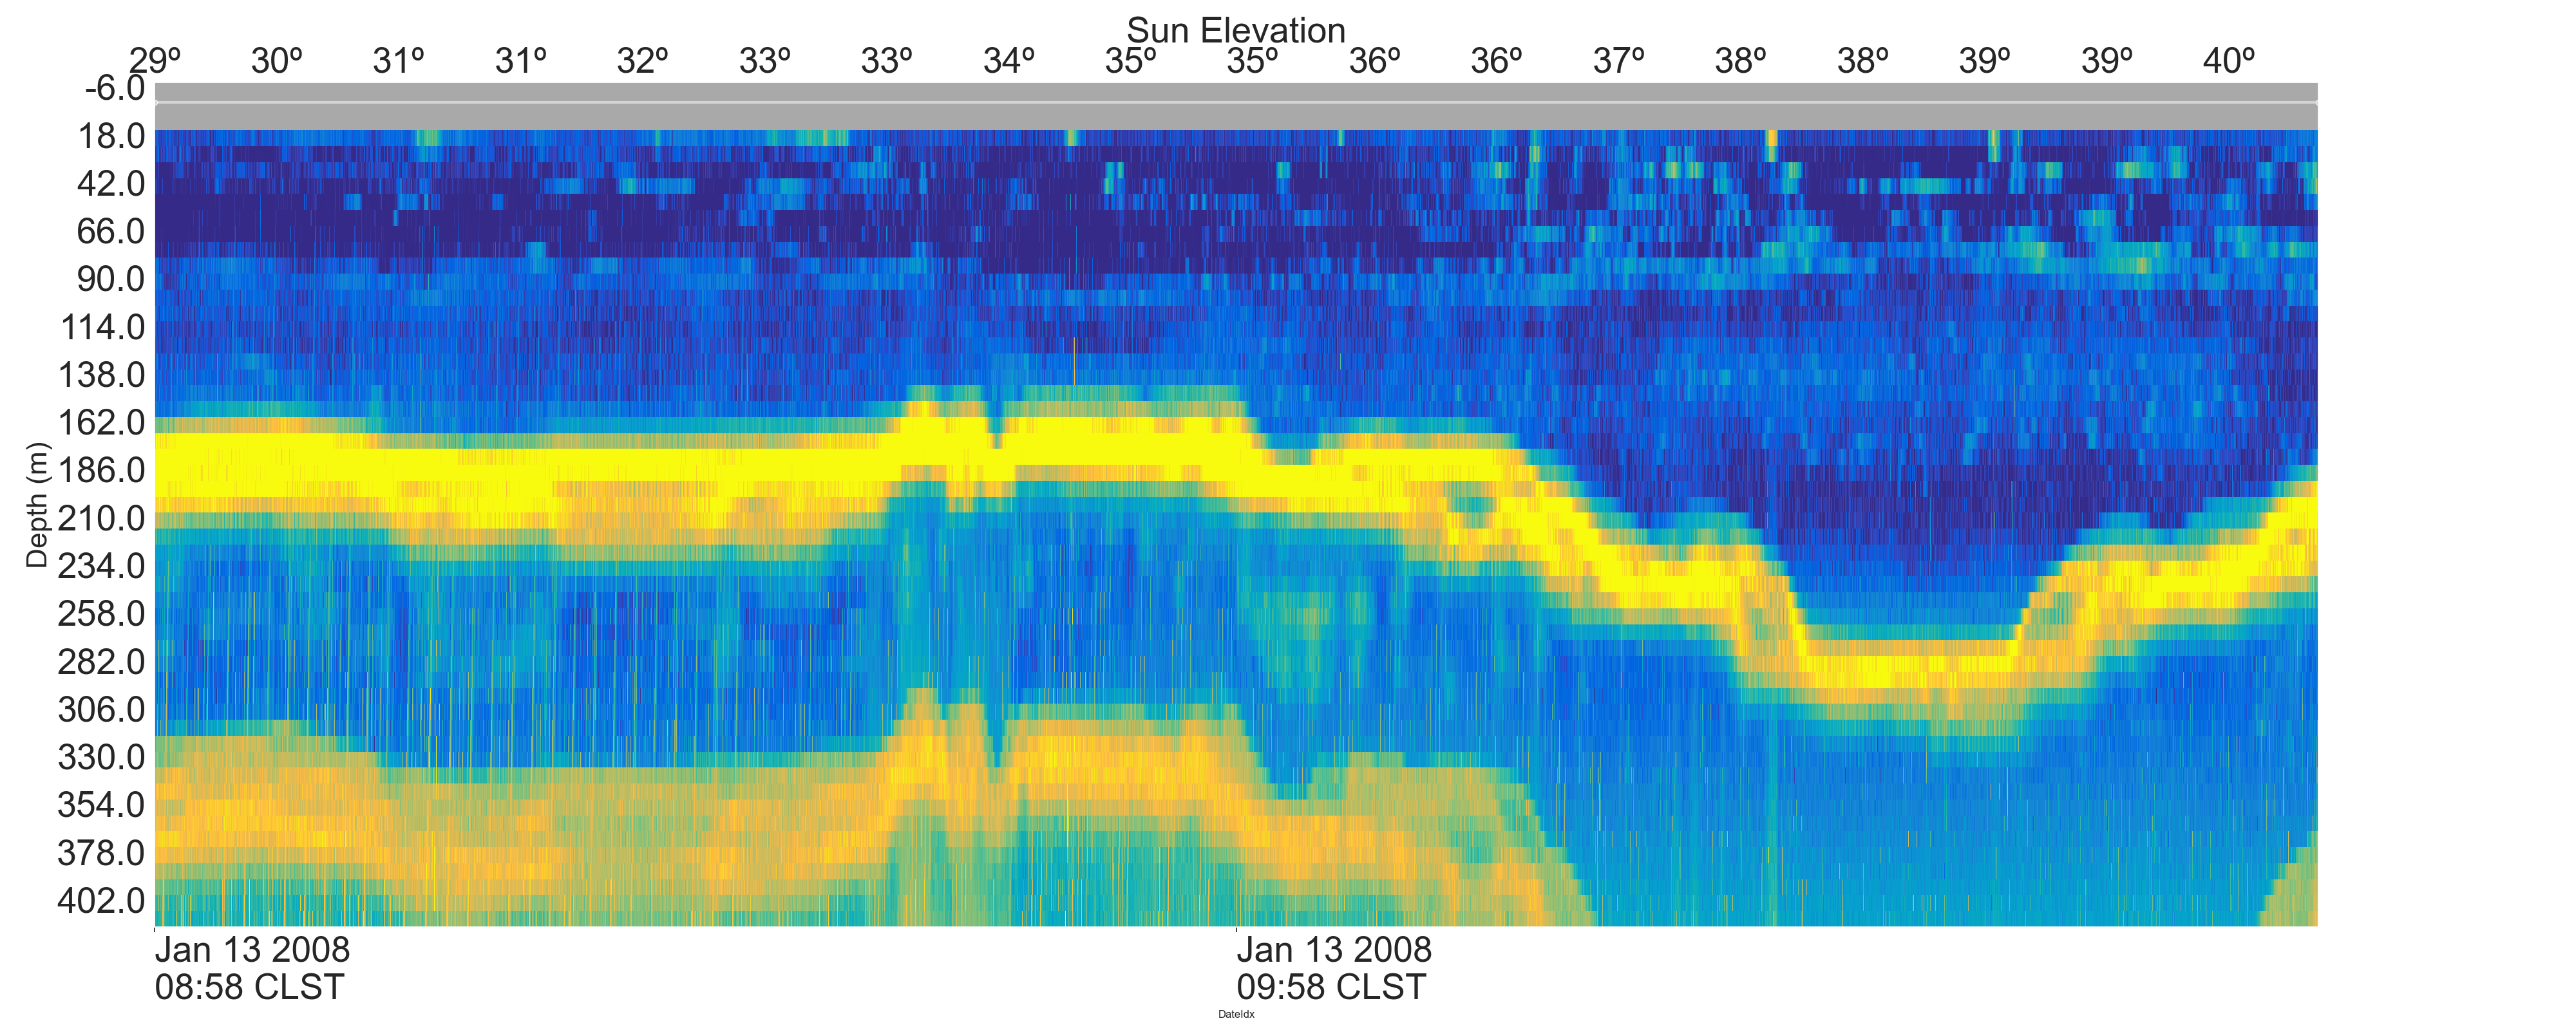 Sun Elevation
29º 30º 31º 31º 32º 33º 33º 34º 35º 35º 36º 36º 37º 38º 38º 39º 39º 40º
-6.0
18.0
42.0
66.0
90.0
114.0
138.0
162.0
186.0
210.0
234.0
258.0
282.0
306.0
330.0
354.0
378.0
402.0
Depth (m)
Jan 13 2008
08:58 CLST
Jan 13 2008
09:58 CLST
DateIdx